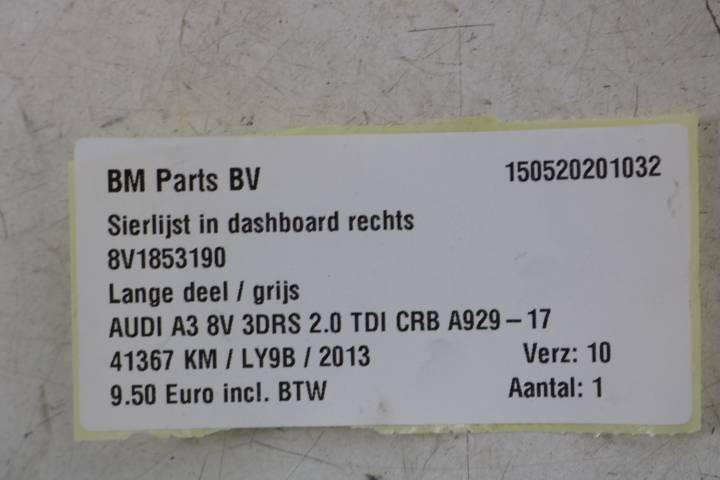 BM Parts BV 150520201032
Sierlijst in dashboard rechts
8V1853190
Lange deel / grijs
AUDI A3 8V 3DRS 2.0 TDI CRB A929-17
41367 KM / LY9B / 2013 Verz: 10
9.50 Euro incl. BTW Aantal: 1